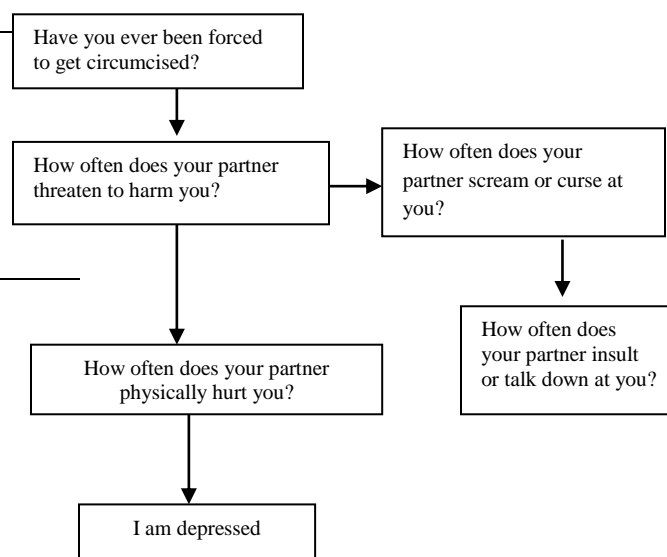 Have you ever been forced
to get circumcised?
How often does your partner
threaten to harm you?
How often does your
partner scream or curse at
you?
How often does
your partner insult
or talk down at you?
How often does your partner
physically hurt you?
I am depressed